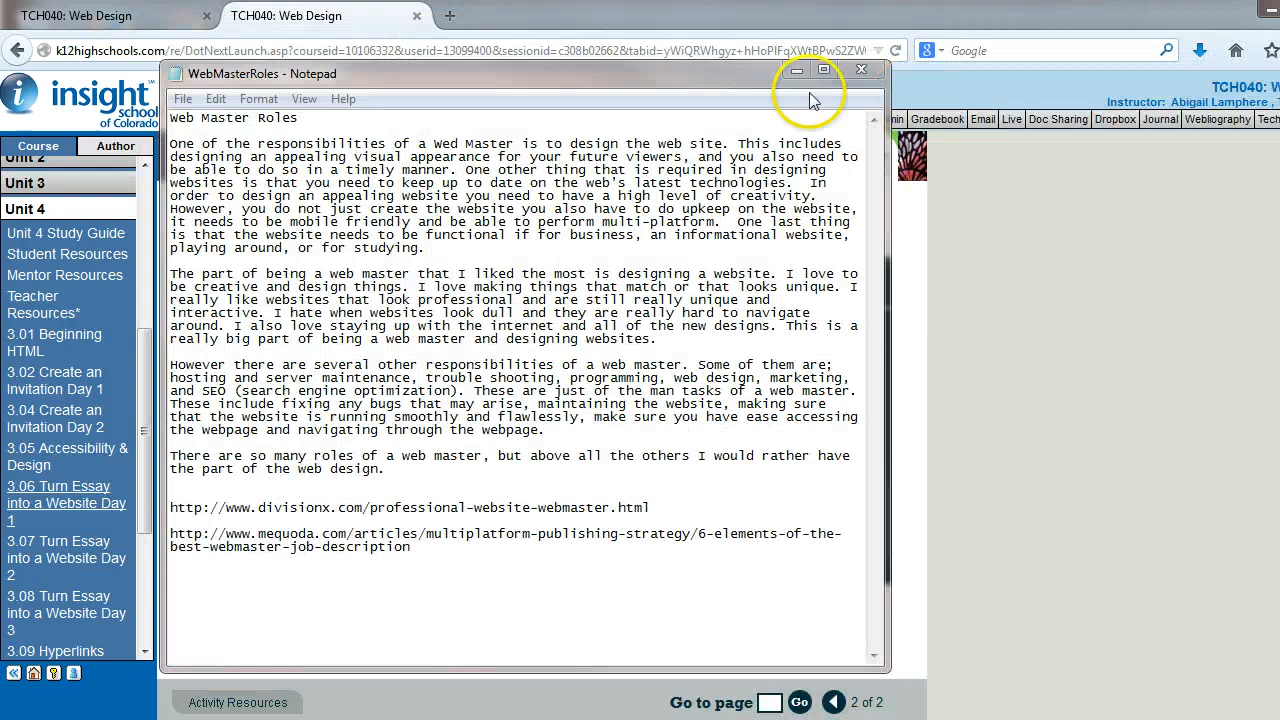 TCH040: Web Design
TCH040: Web Design
k12highschools.com/re/DotNextLaunch.asp?courseid=10106332&userid=13099400&sessionid=c308b02662&tabid=
Google
insight
school
of Colorado
TCH040: W
Instructor: Abigail Lamphere,
Gradebook
Email
Live
Doc Sharing
Dropbox
Journal
Webliography
Tech
Course
Author
Unit 2
Unit 3
Unit 4
Unit 4 Study Guide
Student Resources
Mentor Resources
Teacher
Resources*
3.01 Beginning
HTML
3.02 Create an
Invitation Day 1
3.04 Create an
Invitation Day 2
3.05 Accessibility &
Design
3.06 Turn Essay
into a Website Day
1
3.07 Turn Essay
into a Website Day
2
3.08 Turn Essay
into a Website Day
3
3.09 Hyperlinks
WebMasterRoles - Notepad
File Edit Format View Help
Web Master Roles
One of the responsibilities of a Wed Master is to design the web site. This includes
designing an appealing visual appearance for your future viewers, and you also need to
be able to do so in a timely manner. One other thing that is required in designing
websites is that you need to keep up to date on the web's latest technologies.  In
order to design an appealing website you need to have a high level of creativity.
However, you do not just create the website you also have to do upkeep on the website,
it needs to be mobile friendly and be able to perform multi-platform.  One last thing
is that the website needs to be functional if for business, an informational website,
playing around, or for studying.
The part of being a web master that I liked the most is designing a website. I love to
be creative and design things. I love making things that match or that looks unique. I
really like websites that look professional and are still really unique and
interactive. I hate when websites look dull and they are really hard to navigate
around. I also love staying up with the internet and all of the new designs. This is a
really big part of being a web master and designing websites.
However there are several other responsibilities of a web master. Some of them are;
hosting and server maintenance, trouble shooting, programming, web design, marketing,
and SEO (search engine optimization). These are just of the man tasks of a web master.
These include fixing any bugs that may arise, maintaining the website, making sure
that the website is running smoothly and flawlessly, make sure you have ease accessing
the webpage and navigating through the webpage.
There are so many roles of a web master, but above all the others I would rather have
the part of the web design.
http://www.divisionx.com/professional-website-webmaster.html
http://www.mequoda.com/articles/multiplatform-publishing-strategy/6-elements-of-the-
best-webmaster-job-description
Activity Resources
Go to page
Go
2 of 2